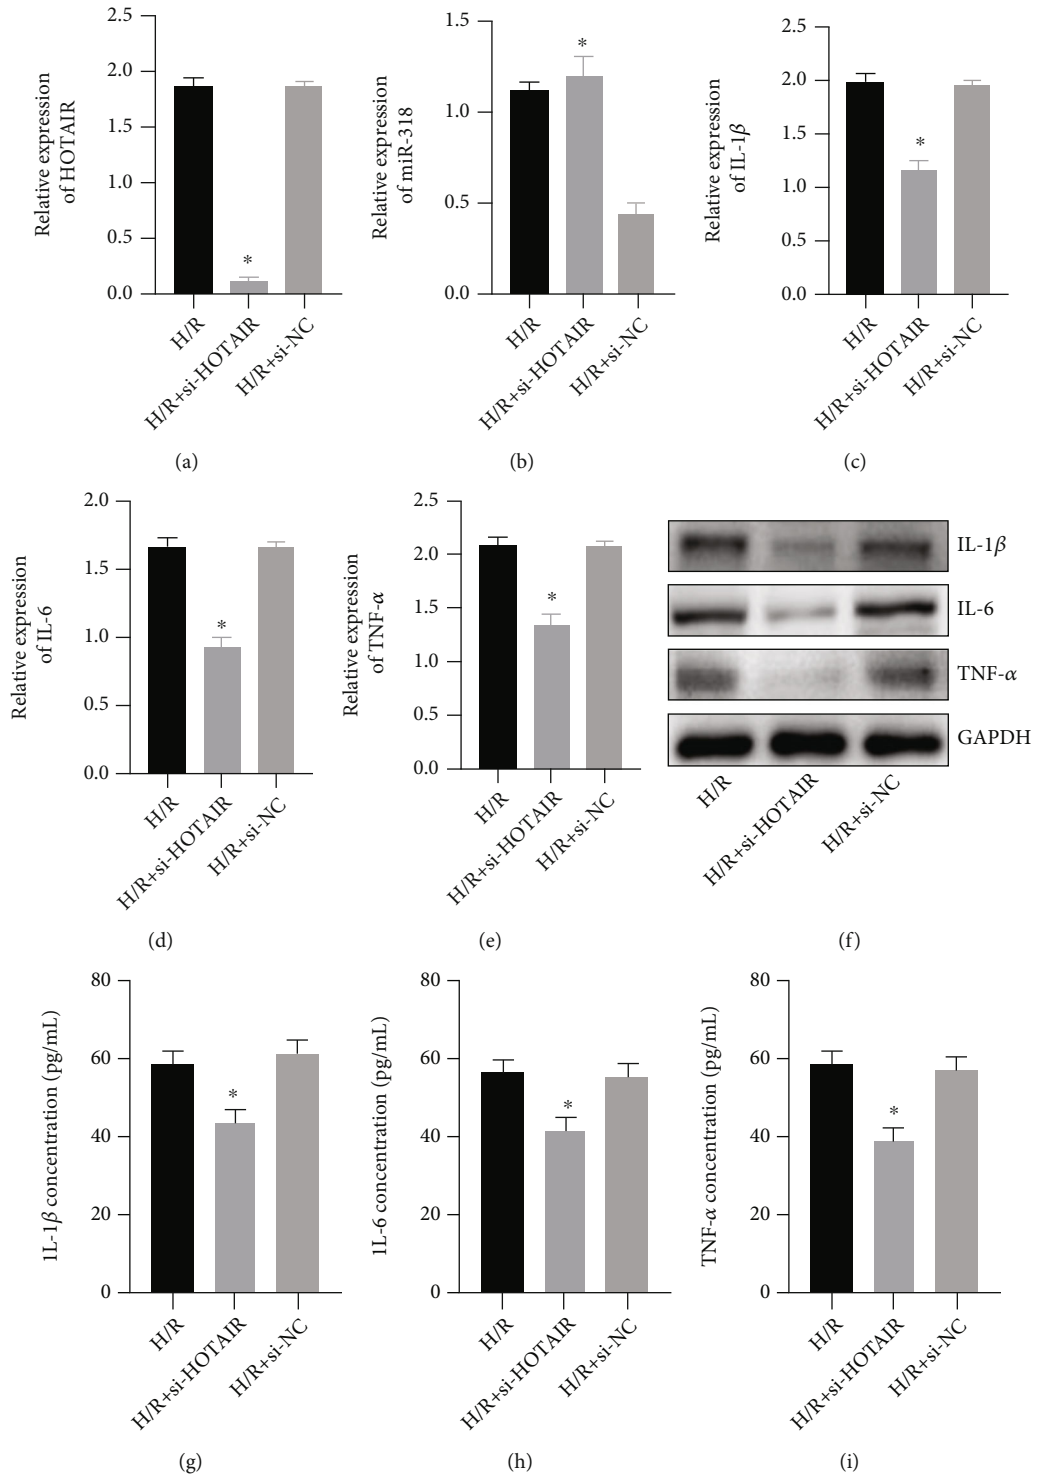 Relative expression
of HOTAIR
2.5
2.0
1.5
1.0
0.5
0.0
*
H/R
H/R+si-HOTAIR
H/R+si-NC
(a)
Relative expression
of miR-318
1.5
1.0
0.5
0.0
*
H/R
H/R+si-HOTAIR
H/R+si-NC
(b)
Relative expression
of IL-1β
2.5
2.0
1.5
1.0
0.5
0.0
*
H/R
H/R+si-HOTAIR
H/R+si-NC
(c)
Relative expression
of IL-6
2.0
1.5
1.0
0.5
0.0
*
H/R
H/R+si-HOTAIR
H/R+si-NC
(d)
Relative expression
of TNF-α
2.5
2.0
1.5
1.0
0.5
0.0
*
H/R
H/R+si-HOTAIR
H/R+si-NC
(e)
IL-1β
IL-6
TNF-α
GAPDH
H/R
H/R+si-HOTAIR
H/R+si-NC
(f)
1L-1β concentration (pg/mL)
80
60
40
20
0
*
H/R
H/R+si-HOTAIR
H/R+si-NC
(g)
1L-6 concentration (pg/mL)
80
60
40
20
0
*
H/R
H/R+si-HOTAIR
H/R+si-NC
(h)
TNF-α concentration (pg/mL)
80
60
40
20
0
*
H/R
H/R+si-HOTAIR
H/R+si-NC
(i)